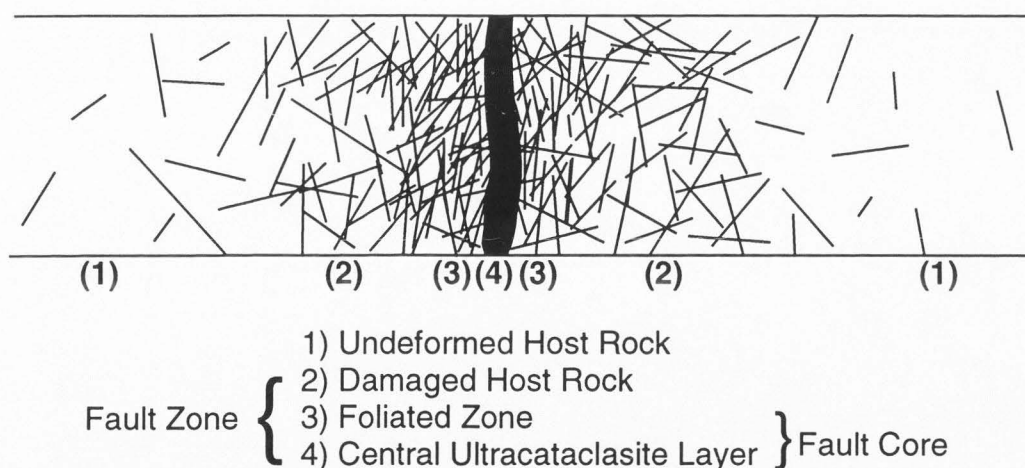 (1) (2) (3) (4) (3) (2) (1)
1) Undeformed Host Rock
2) Damaged Host Rock
Fault Zone { 3) Foliated Zone
4) Central Ultracataclasite Layer } Fault Core